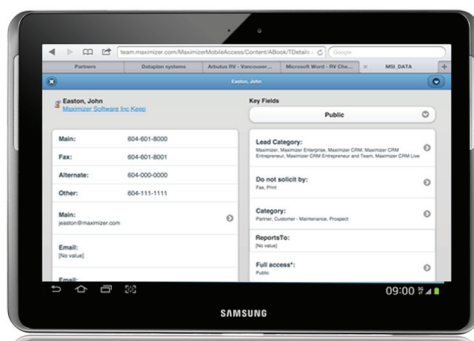 team.maximizer.com/MaximizerMobileAccess/Content/ABook/TDetails
Google
Partners
Dataplan systems
Arbutus RV - Vancouver...
Microsoft Word - RV Che...
MSI_DATA
Easton, John
Easton, John
Maximizer Software Inc Keep
Key Fields
Public
Main: 604-601-8000
Fax: 604-601-8001
Alternate: 604-000-0000
Other: 604-111-1111
Main:
jeaston@maximizer.com
Email:
[No value]
Email:
Lead Category:
Maximizer, Maximizer Enterprise, Maximizer CRM, Maximizer CRM
Entrepreneur, Maximizer CRM Entrepreneur and Team, Maximizer CRM Live
Do not solicit by:
Fax, Print
Category:
Partner, Customer - Maintenance, Prospect
ReportsTo:
[No value]
Full access*:
Public
09:00
SAMSUNG